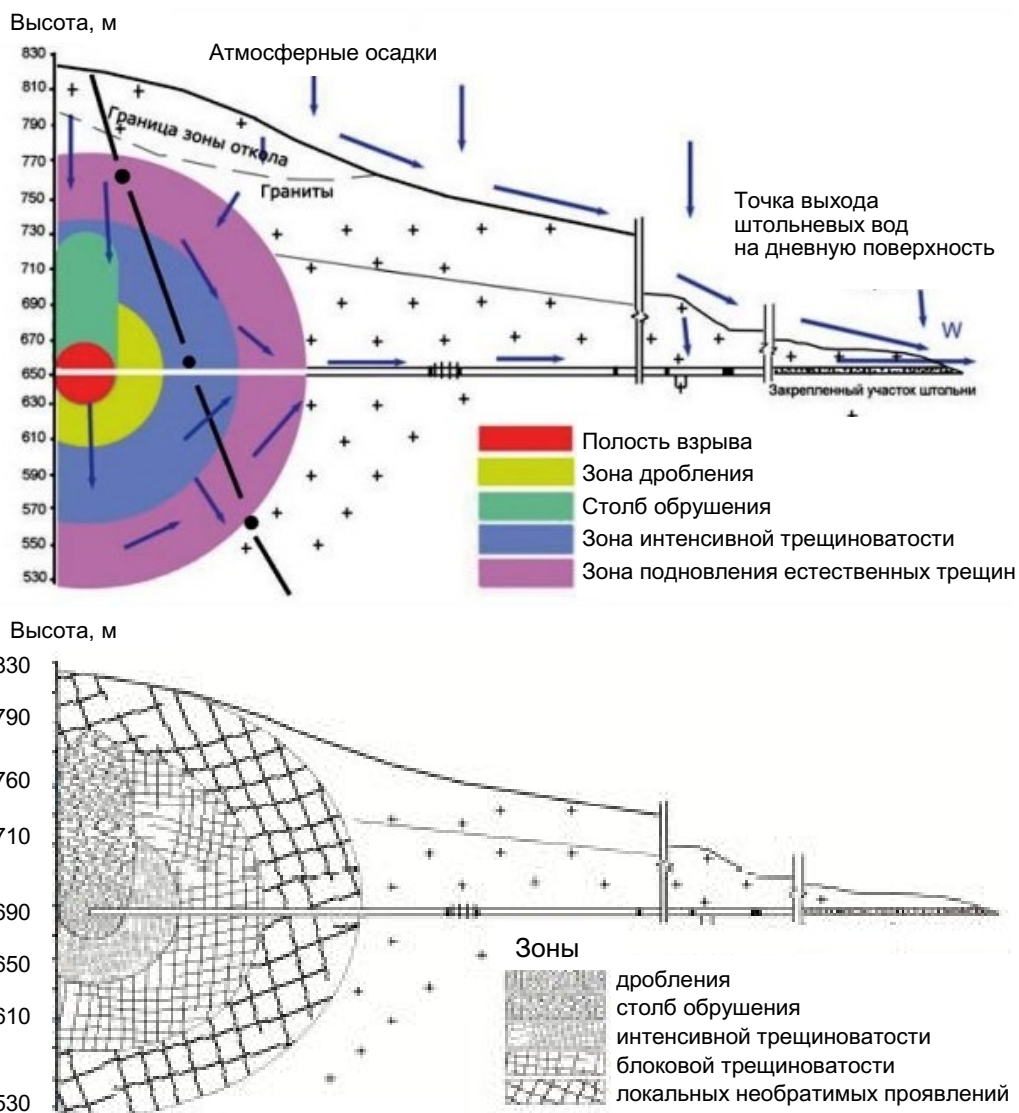 Высота, м
Атмосферные осадки
830
810
790
770
750
730
710
690
670
650
630
610
590
570
550
530
Граница зоны откола
Граниты
Точка выхода
штольневых вод
на дневную поверхность
W
Закрепленный участок штольни
Полость взрыва
Зона дробления
Столб обрушения
Зона интенсивной трещиноватости
Зона подновления естественных трещин
Высота, м
830
790
760
710
690
650
610
530
Зоны
дробления
столб обрушения
интенсивной трещиноватости
блоковой трещиноватости
локальных необратимых проявлений